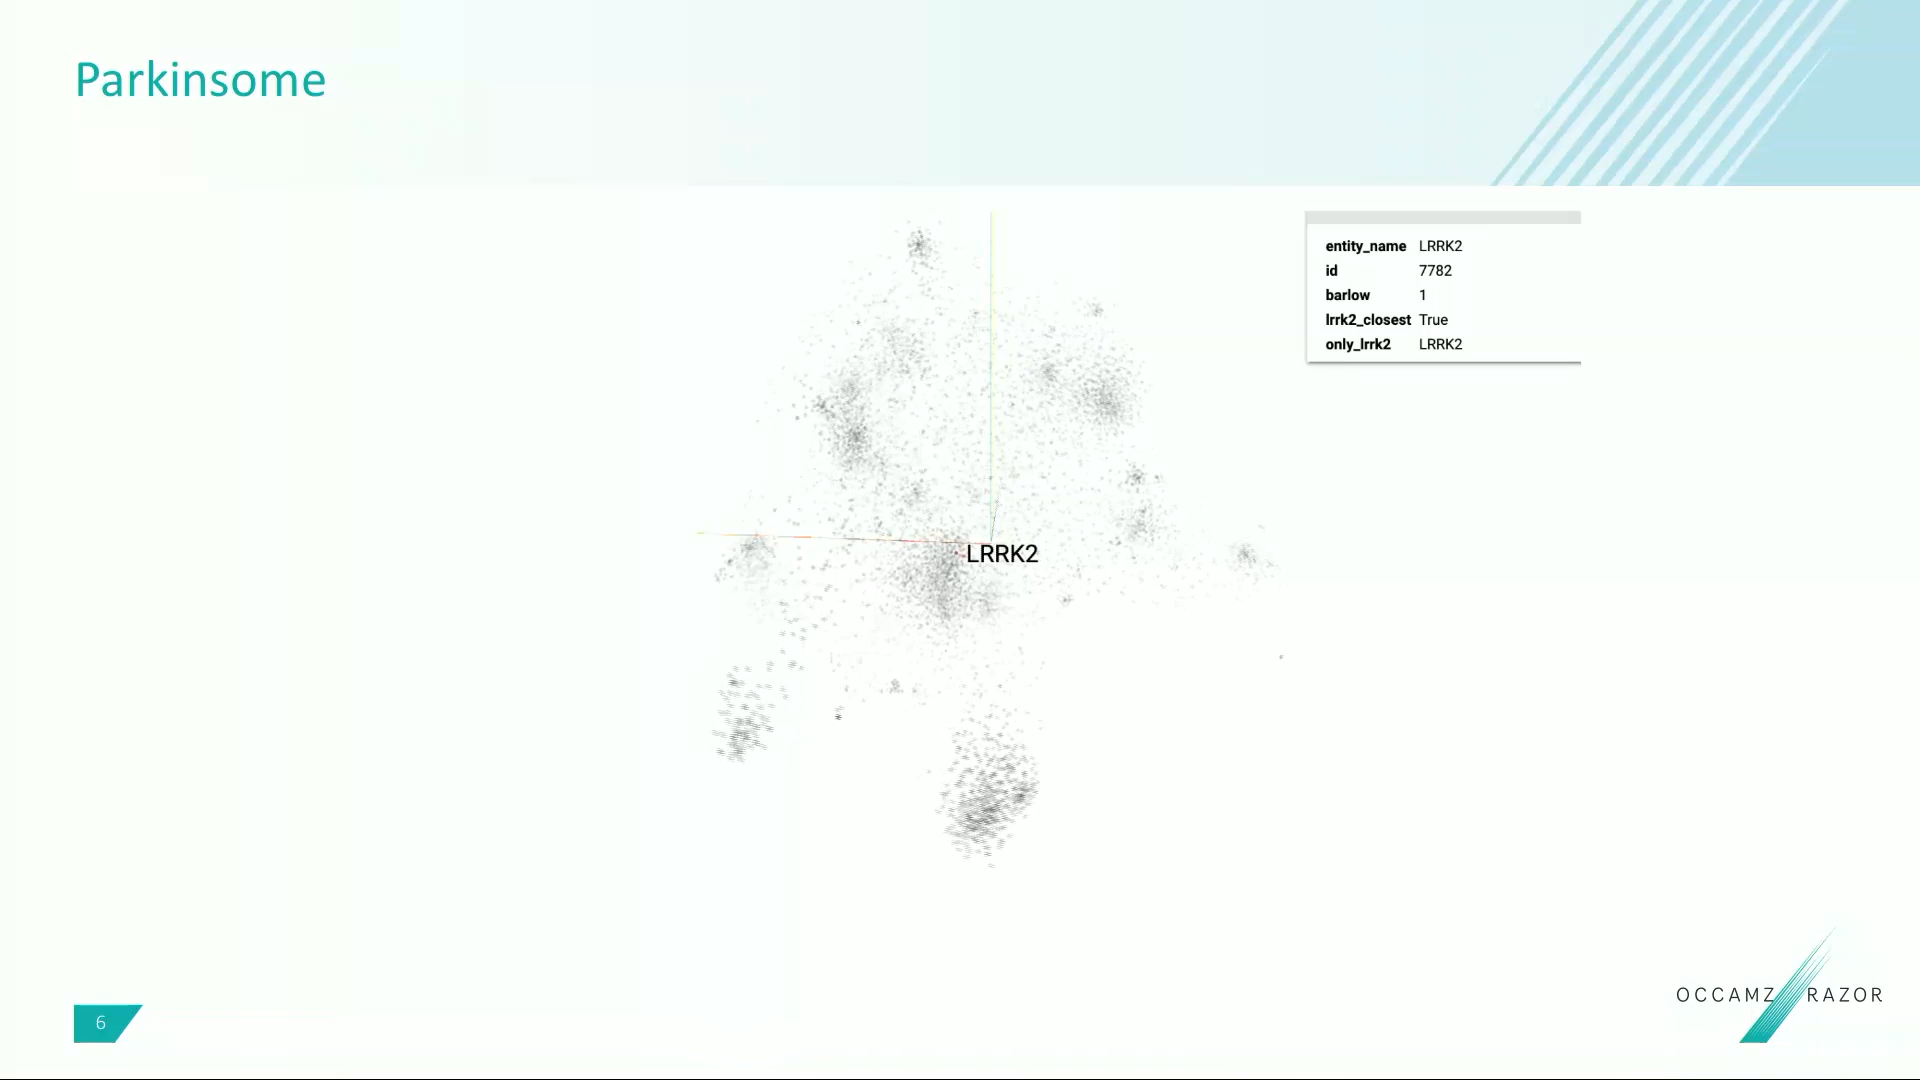 Parkinsome
entity_name LRRK2
id 7782
barlow 1
lrrk2_closest True
only_lrrk2 LRRK2
LRRK2
6
OCCAMZ RAZOR